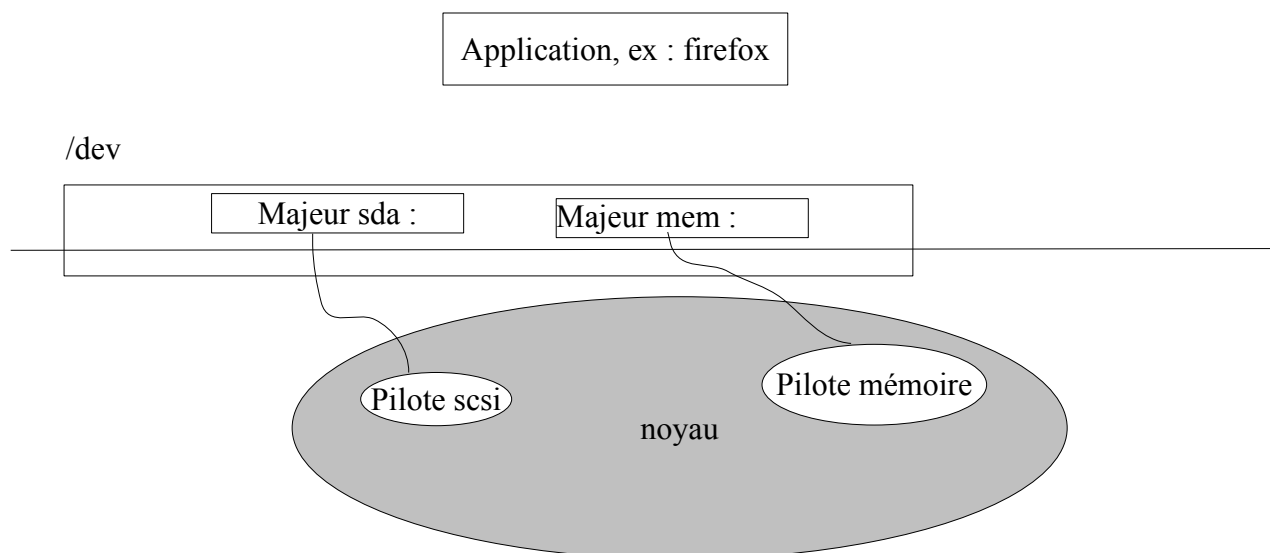 Application, ex : firefox
/dev
Majeur sda :
Majeur mem :
Pilote scsi
Pilote mémoire
noyau